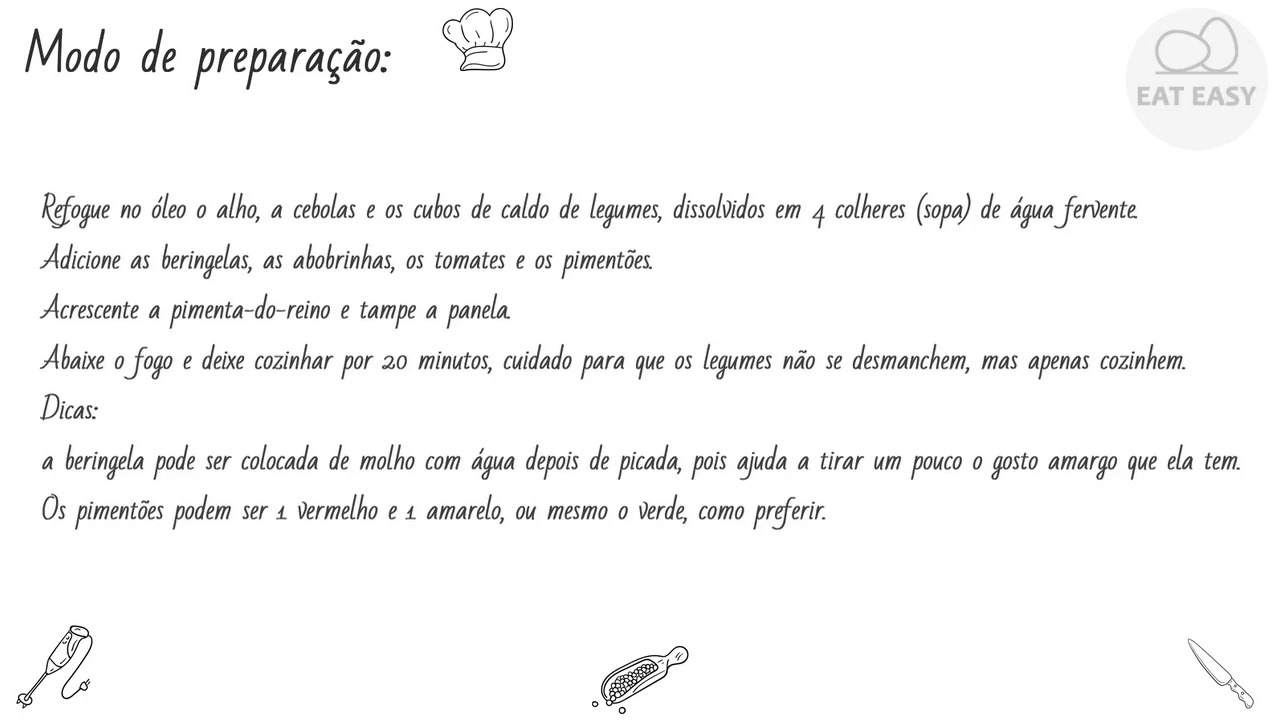 Modo de preparação:
EAT EASY
Refogue no óleo o alho, a cebolas e os cubos de caldo de legumes, dissolvidos em 4 colheres (sopa) de água fervente.
Adicione as beringelas, as abobrinhas, os tomates e os pimentões.
Acrescente a pimenta-do-reino e tampe a panela.
Abaixe o fogo e deixe cozinhar por 20 minutos, cuidado para que os legumes não se desmanchem, mas apenas cozinhem.
Dicas:
a beringela pode ser colocada de molho com água depois de picada, pois ajuda a tirar um pouco o gosto amargo que ela tem.
Os pimentões podem ser 1 vermelho e 1 amarelo, ou mesmo o verde, como preferir.